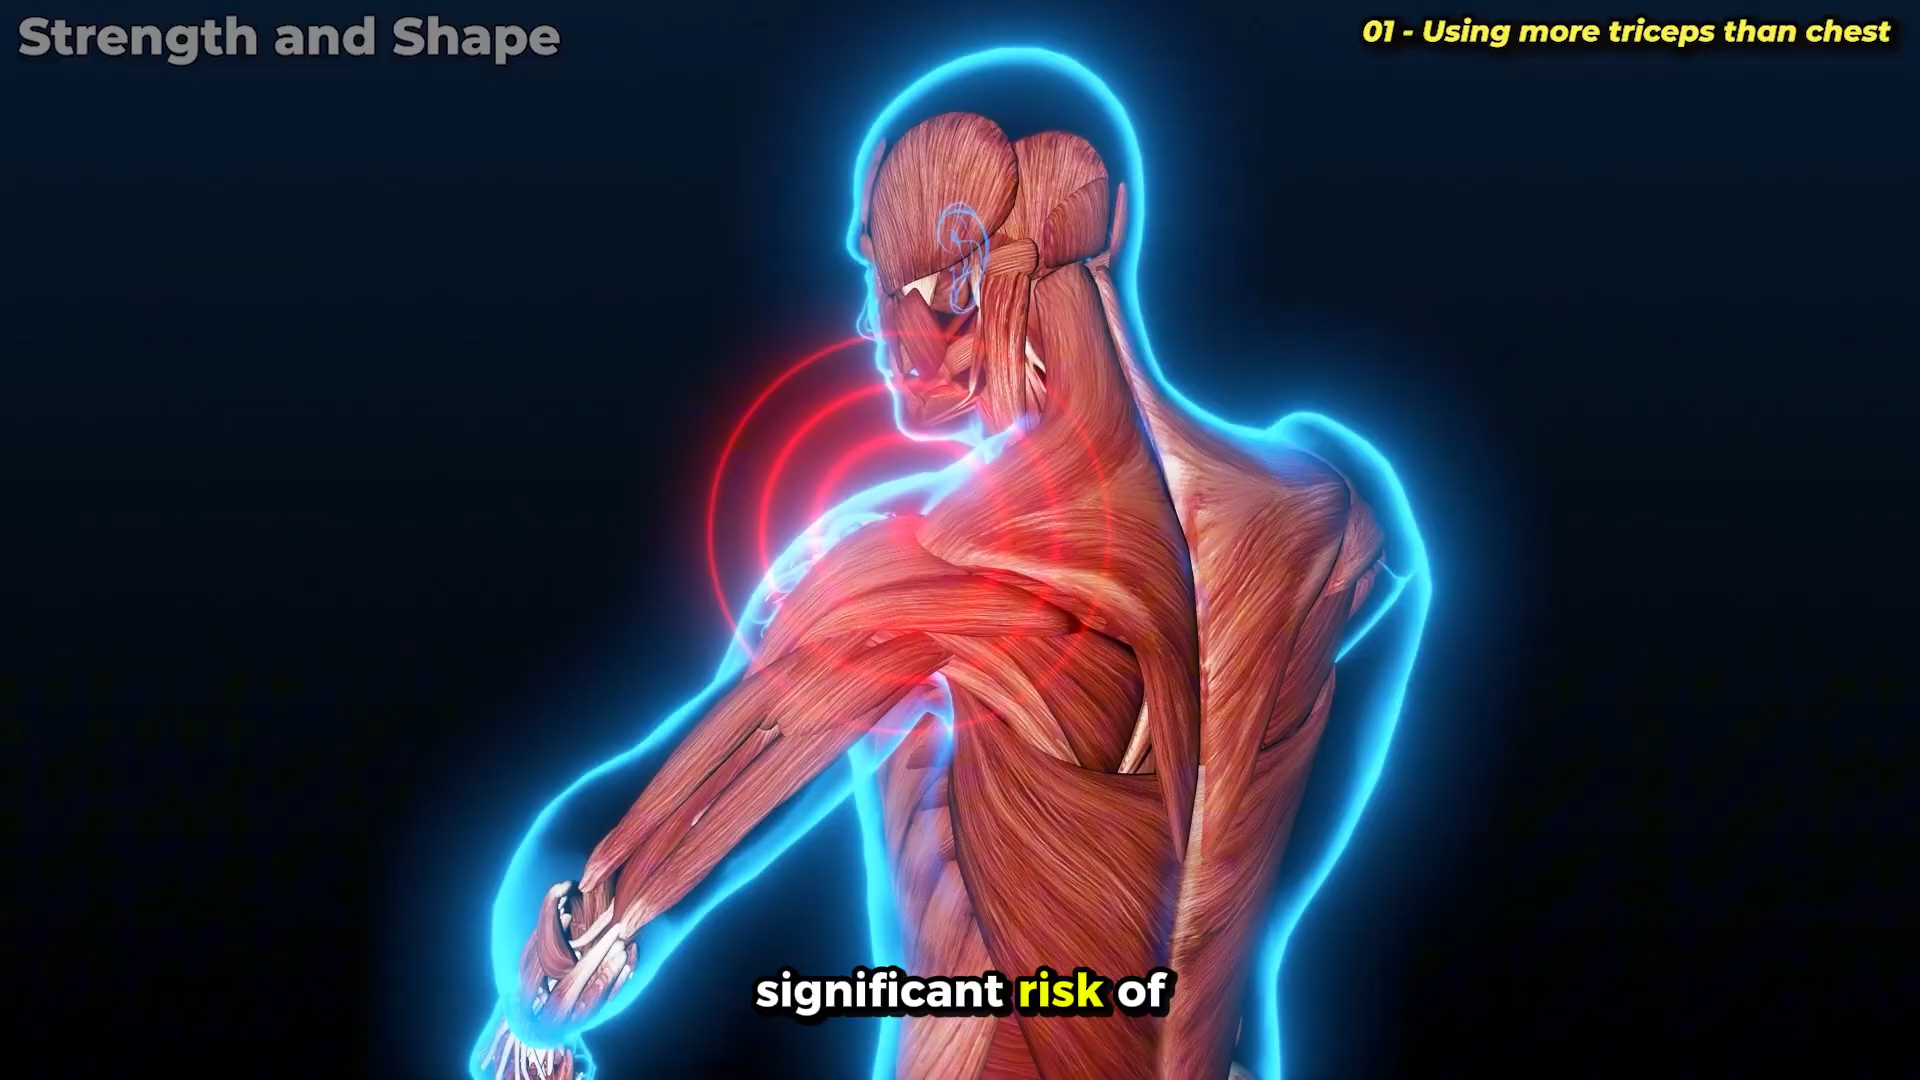 Strength and Shape
01 - Using more triceps than chest
significant risk of